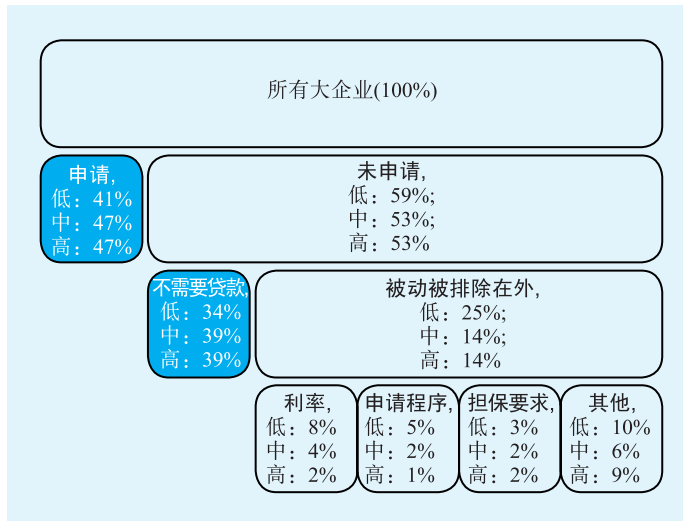 所有大企业(100%)
申请,
低：41%
中：47%
高：47%
未申请,
低：59%;
中：53%;
高：53%
不需要贷款,
低：34%
中：39%
高：39%
被动被排除在外,
低：25%;
中：14%;
高：14%
利率,
低：8%
中：4%
高：2%
申请程序,
低：5%
中：2%
高：1%
担保要求,
低：3%
中：2%
高：2%
其他,
低：10%
中：6%
高：9%